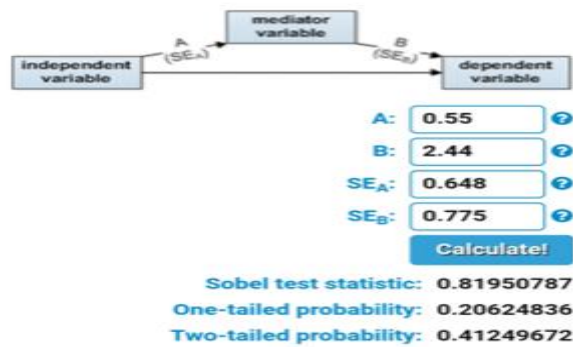 mediator
variable
A
(SEA)
B
(SEB)
independent
variable
dependent
variable
A: 0.55 ?
B: 2.44 ?
SEA: 0.648 ?
SEB: 0.775 ?
Calculate!
Sobel test statistic: 0.81950787
One-tailed probability: 0.20624836
Two-tailed probability: 0.41249672